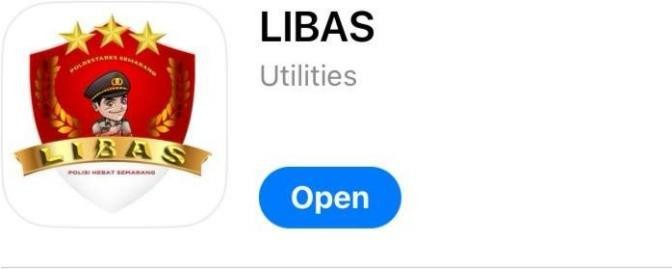 LIBAS
Utilities
Open
POLRESTABES SEMARANG
LIBAS
POLISI HEBAT SEMARANG